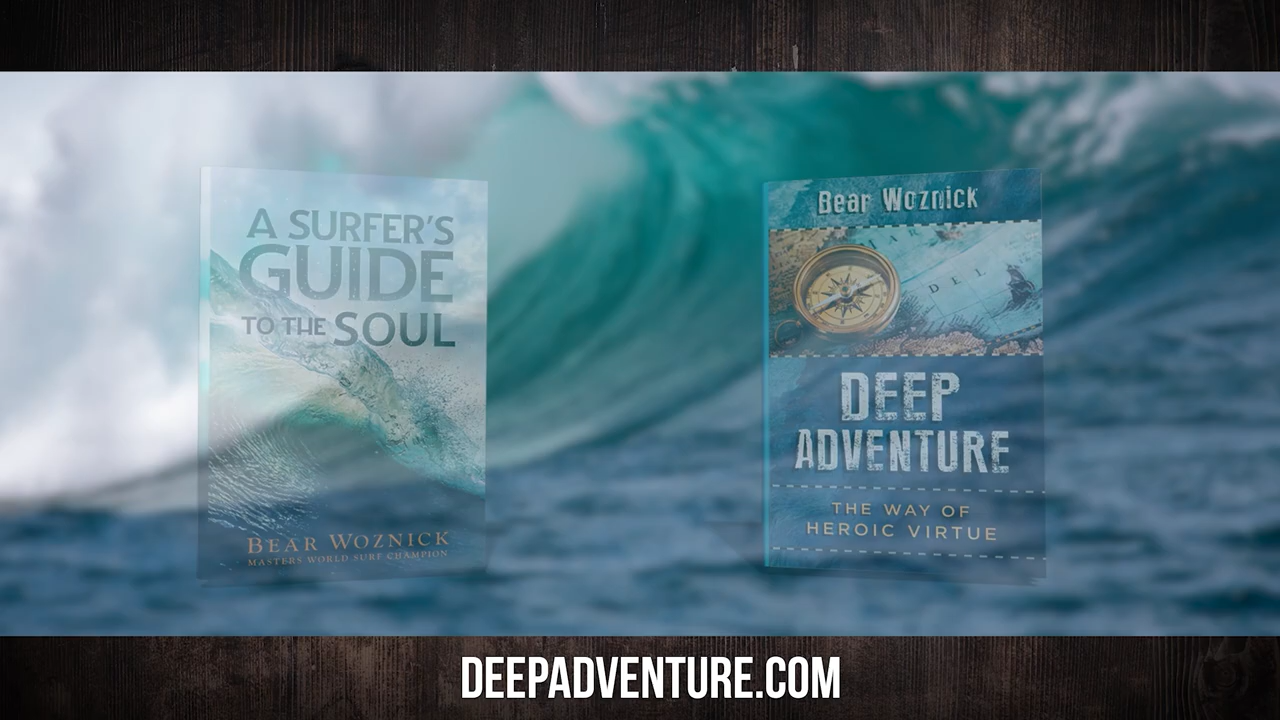 A SURFER'S
GUIDE
TO THE SOUL
BEAR WOZNICK
MASTERS WORLD SURF CHAMPION
Bear Woznick
DEL
DEEP
ADVENTURE
THE WAY OF
HEROIC VIRTUE
DEEPADVENTURE.COM